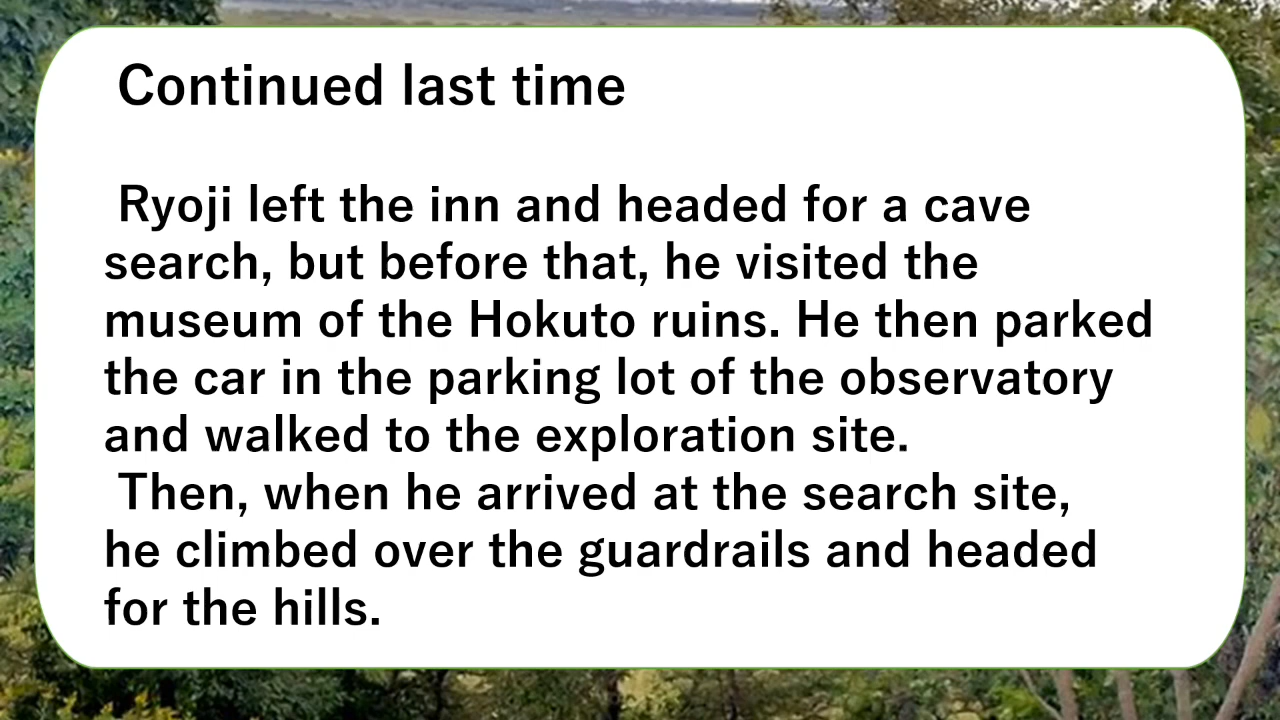 Continued last time
Ryoji left the inn and headed for a cave
search, but before that, he visited the
museum of the Hokuto ruins. He then parked
the car in the parking lot of the observatory
and walked to the exploration site.
Then, when he arrived at the search site,
he climbed over the guardrails and headed
for the hills.